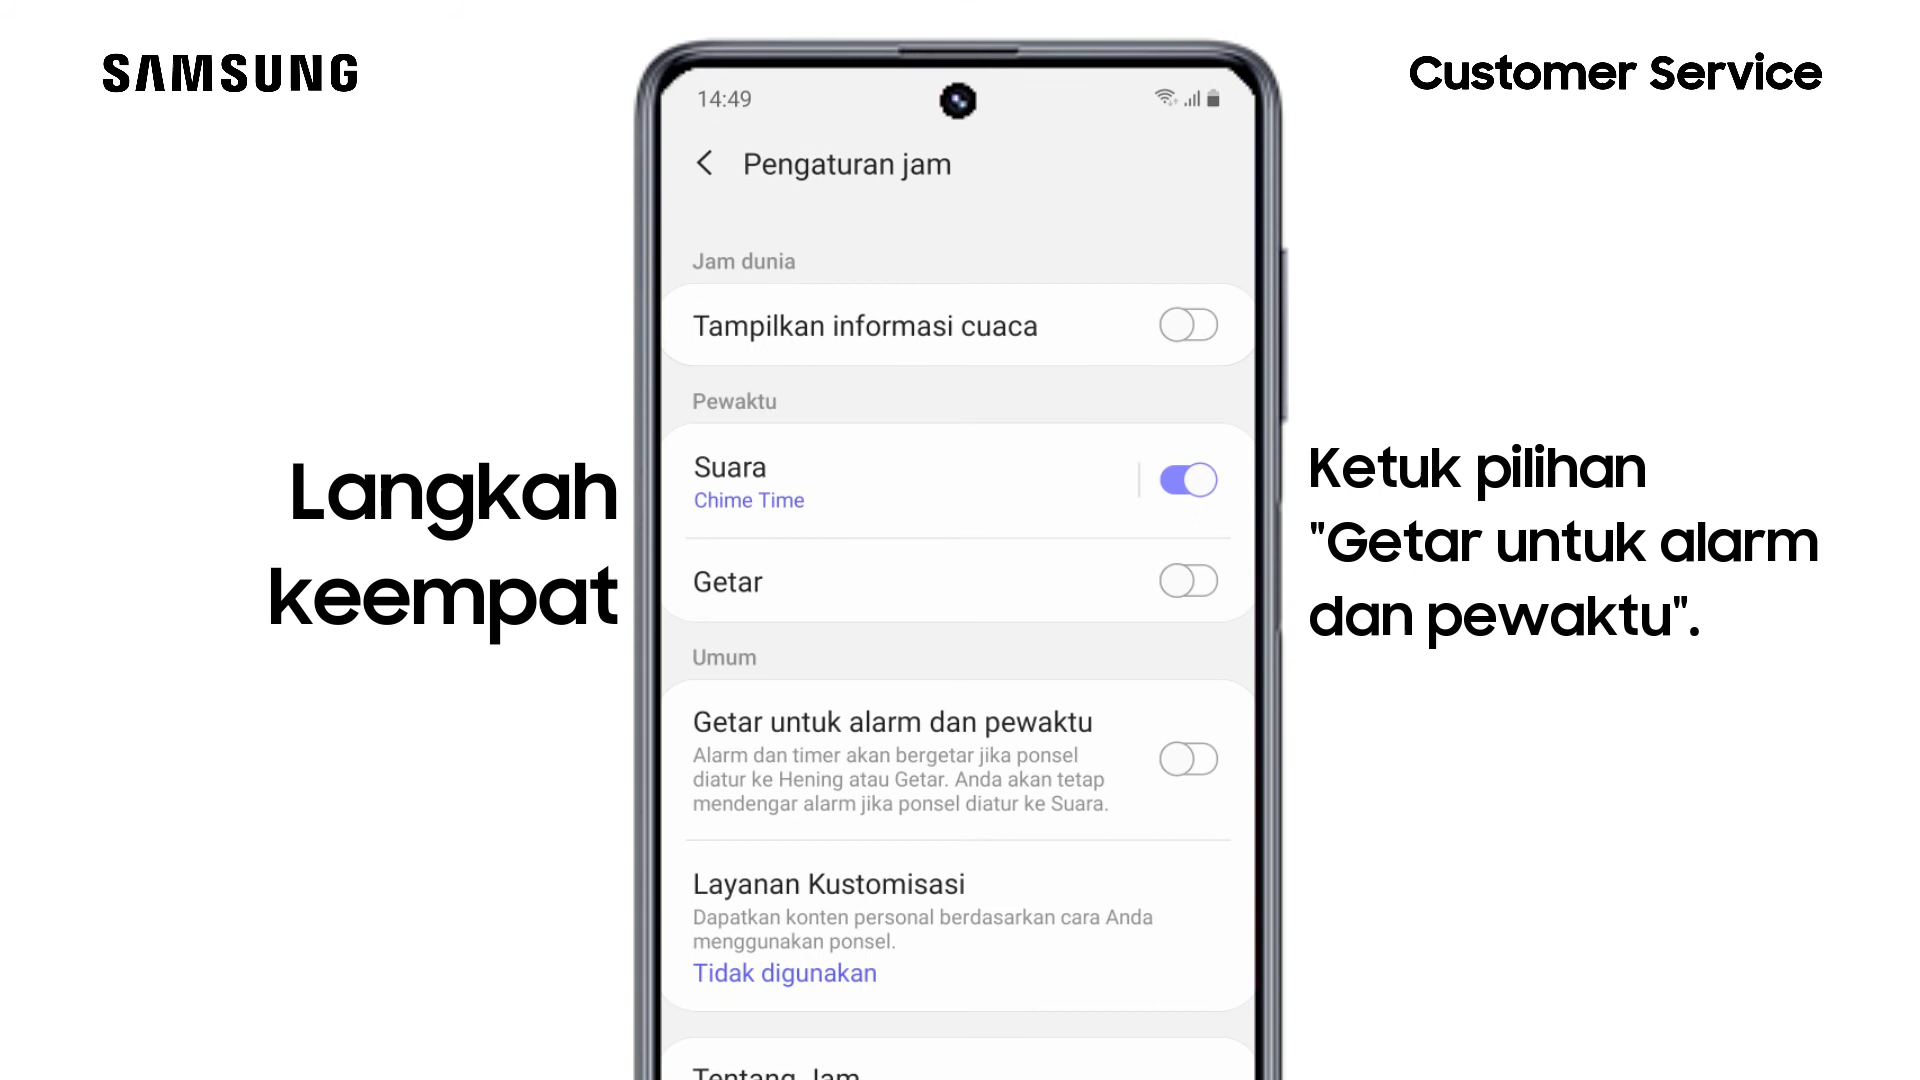 SAMSUNG
Customer Service
14:49
Pengaturan jam
Jam dunia
Tampilkan informasi cuaca
Pewaktu
Suara
Chime Time
Getar
Umum
Getar untuk alarm dan pewaktu
Alarm dan timer akan bergetar jika ponsel
diatur ke Hening atau Getar. Anda akan tetap
mendengar alarm jika ponsel diatur ke Suara.
Layanan Kustomisasi
Dapatkan konten personal berdasarkan cara Anda
menggunakan ponsel.
Tidak digunakan
Tentang Jam
Langkah
keempat
Ketuk pilihan
"Getar untuk alarm
dan pewaktu".